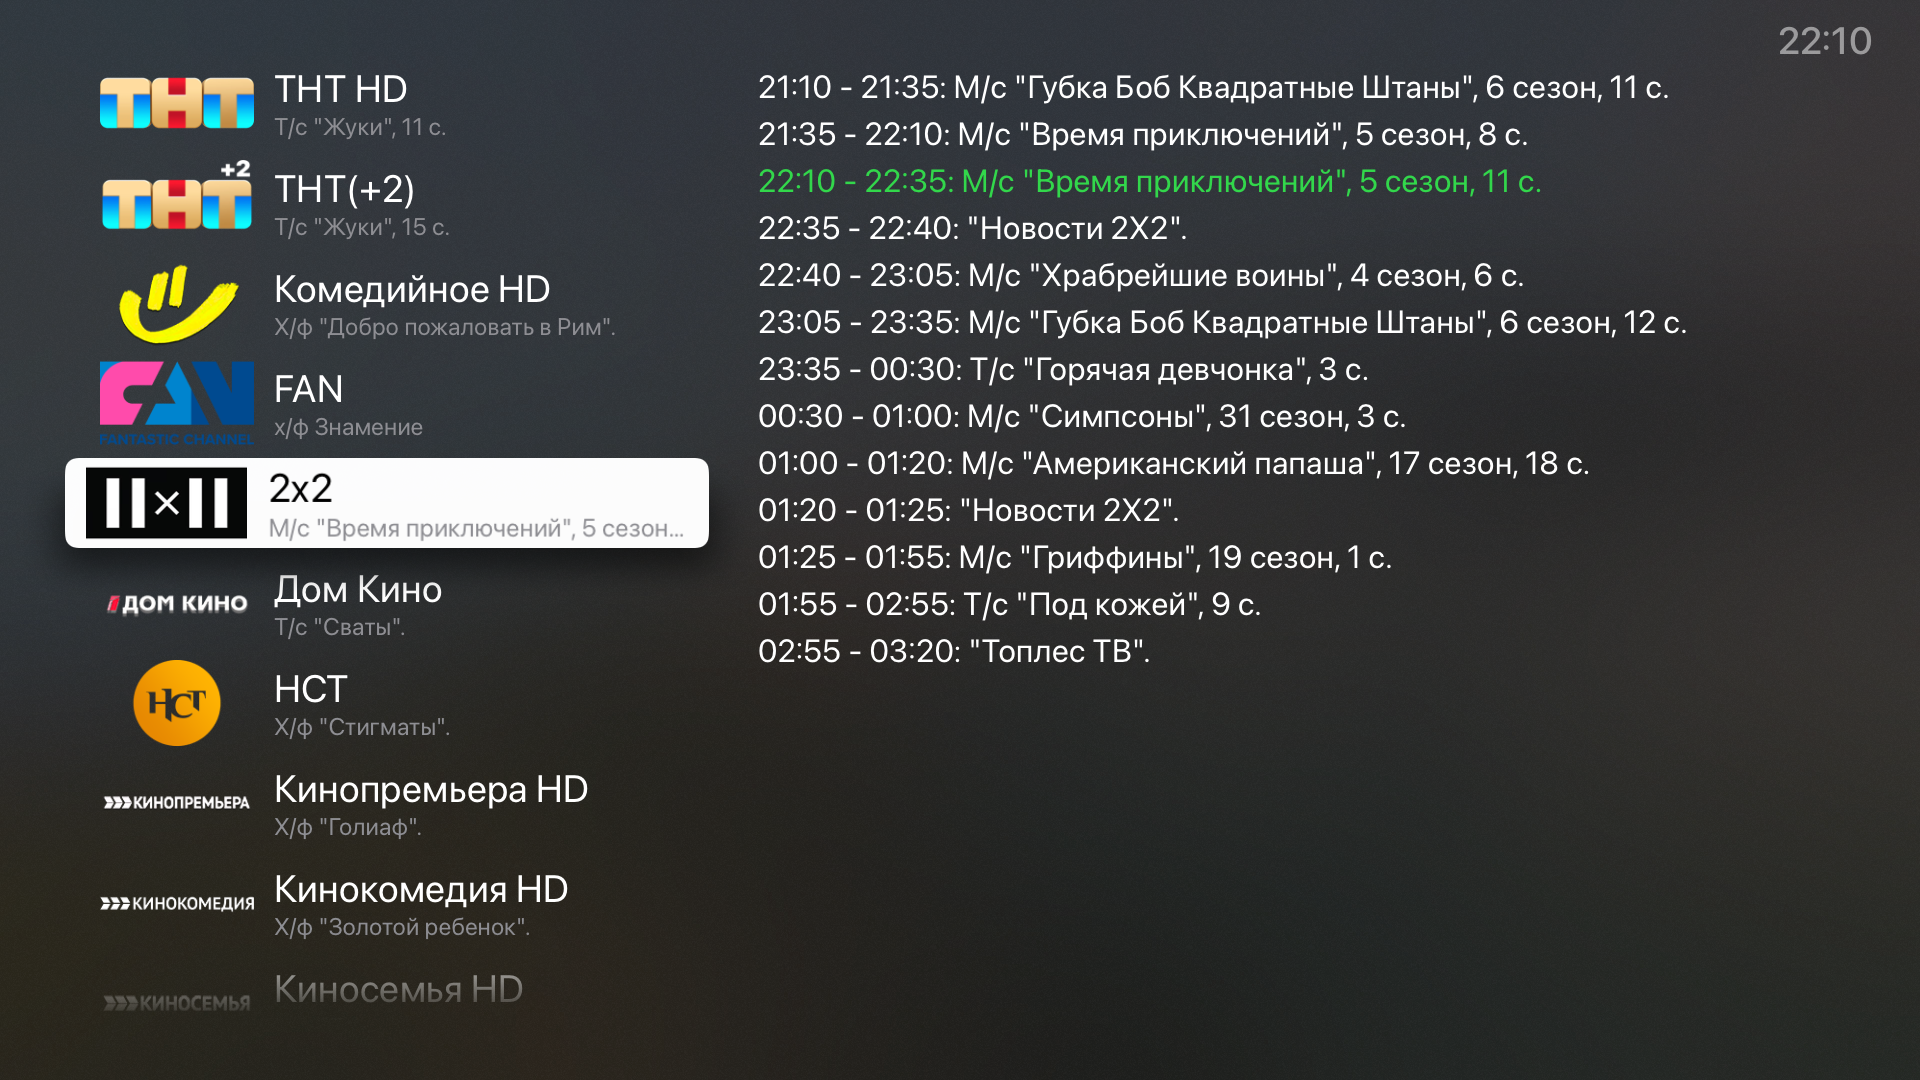 22:10
ТНТ
ТНТ HD
Т/с "Жуки", 11 с.
+2
ТНТ
ТНТ(+2)
Т/с "Жуки", 15 с.
Комедийное HD
Х/ф "Добро пожаловать в Рим".
FAN
FANTASTIC CHANNEL
FAN
х/ф Знамение
II×II
2x2
М/с "Время приключений", 5 сезон...
ДОМ КИНО
Дом Кино
Т/с "Сваты".
НСТ
НСТ
Х/ф "Стигматы".
КИНОПРЕМЬЕРА
Кинопремьера HD
Х/ф "Голиаф".
КИНОКОМЕДИЯ
Кинокомедия HD
Х/ф "Золотой ребенок".
КИНОСЕМЬЯ
Киносемья HD
21:10 - 21:35: М/с "Губка Боб Квадратные Штаны", 6 сезон, 11 с.
21:35 - 22:10: М/с "Время приключений", 5 сезон, 8 с.
22:10 - 22:35: М/с "Время приключений", 5 сезон, 11 с.
22:35 - 22:40: "Новости 2Х2".
22:40 - 23:05: М/с "Храбрейшие воины", 4 сезон, 6 с.
23:05 - 23:35: М/с "Губка Боб Квадратные Штаны", 6 сезон, 12 с.
23:35 - 00:30: Т/с "Горячая девчонка", 3 с.
00:30 - 01:00: М/с "Симпсоны", 31 сезон, 3 с.
01:00 - 01:20: М/с "Американский папаша", 17 сезон, 18 с.
01:20 - 01:25: "Новости 2Х2".
01:25 - 01:55: М/с "Гриффины", 19 сезон, 1 с.
01:55 - 02:55: Т/с "Под кожей", 9 с.
02:55 - 03:20: "Топлес ТВ".